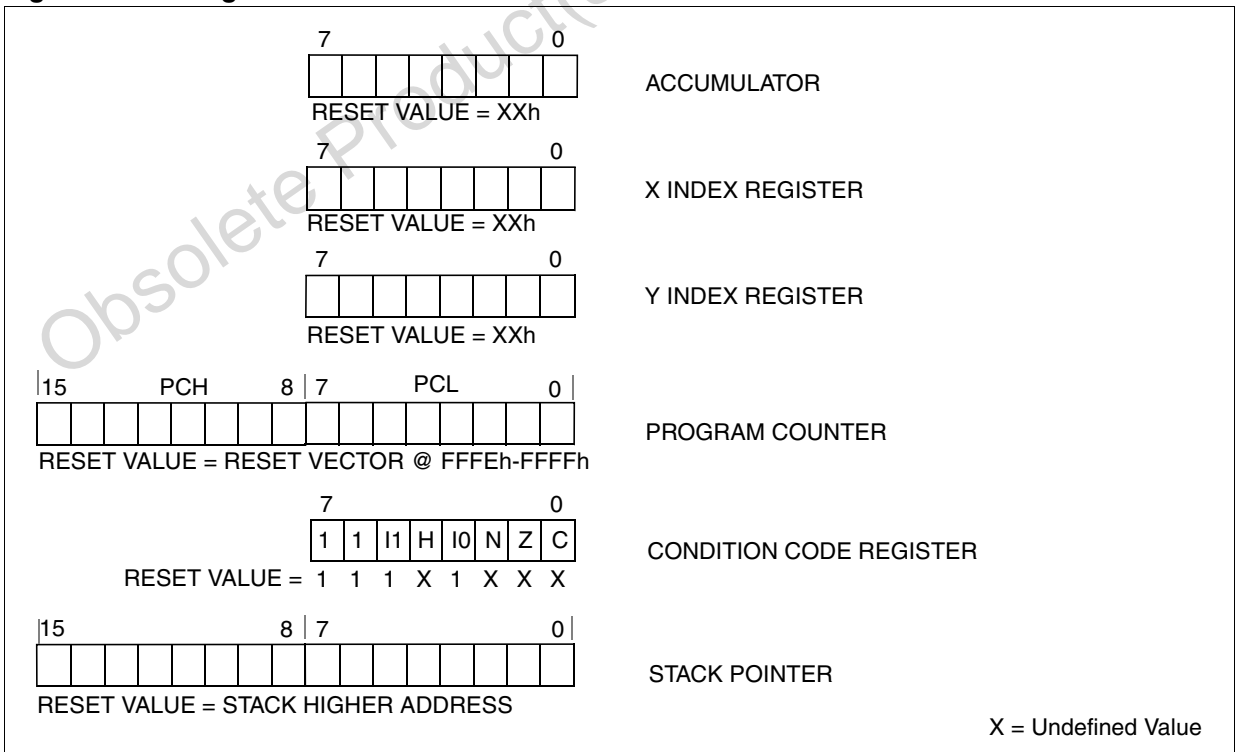 7 0
ACCUMULATOR
RESET VALUE = XXh
7 0
X INDEX REGISTER
RESET VALUE = XXh
7 0
Y INDEX REGISTER
RESET VALUE = XXh
15 PCH 8 7 PCL 0
PROGRAM COUNTER
RESET VALUE = RESET VECTOR @ FFFEh-FFFFh
7 0
1 1 I1 H I0 N Z C
CONDITION CODE REGISTER
RESET VALUE = 1 1 1 X 1 X X X
15 8 7 0
STACK POINTER
RESET VALUE = STACK HIGHER ADDRESS
X = Undefined Value
Obsolete Product(